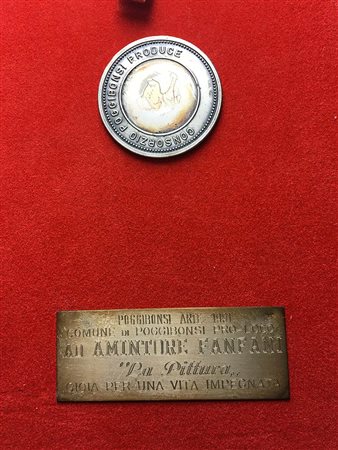 CONSORZIO POGGIBONSI PRODUCE
POGGIBONSI ARTE
COMUNE DI POGGIBONSI PRO LOCO
AD AMINTORE FANFANI
"La Pittura„
GIOIA PER UNA VITA IMPEGNATA